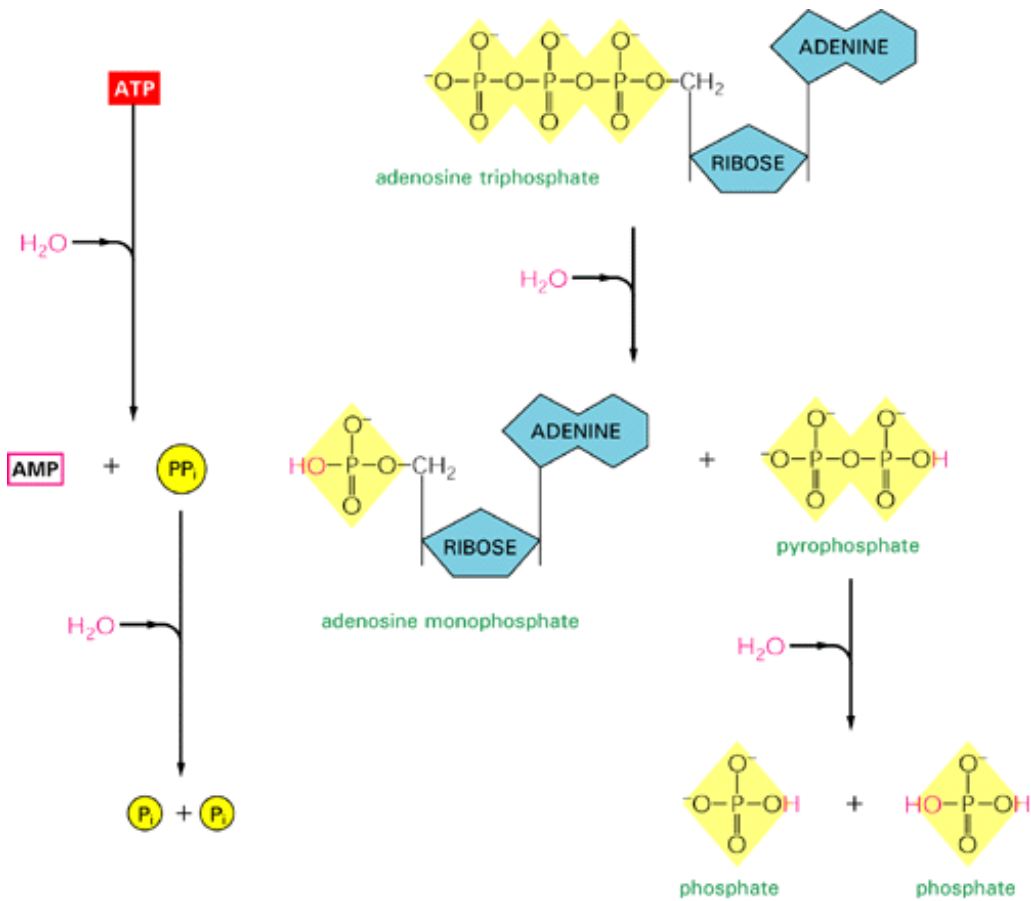 ATP
H₂O
AMP + PPᵢ
H₂O
Pᵢ + Pᵢ
O⁻ O⁻ O⁻
⁻O–P–O–P–O–P–O–CH₂
O O O
ADENINE
RIBOSE
adenosine triphosphate
H₂O
O⁻
HO–P–O–CH₂
O
ADENINE
RIBOSE
adenosine monophosphate
+
O⁻ O⁻
⁻O–P–O–P–OH
O O
pyrophosphate
H₂O
O⁻
⁻O–P–OH
O
phosphate
+
O⁻
HO–P–OH
O
phosphate